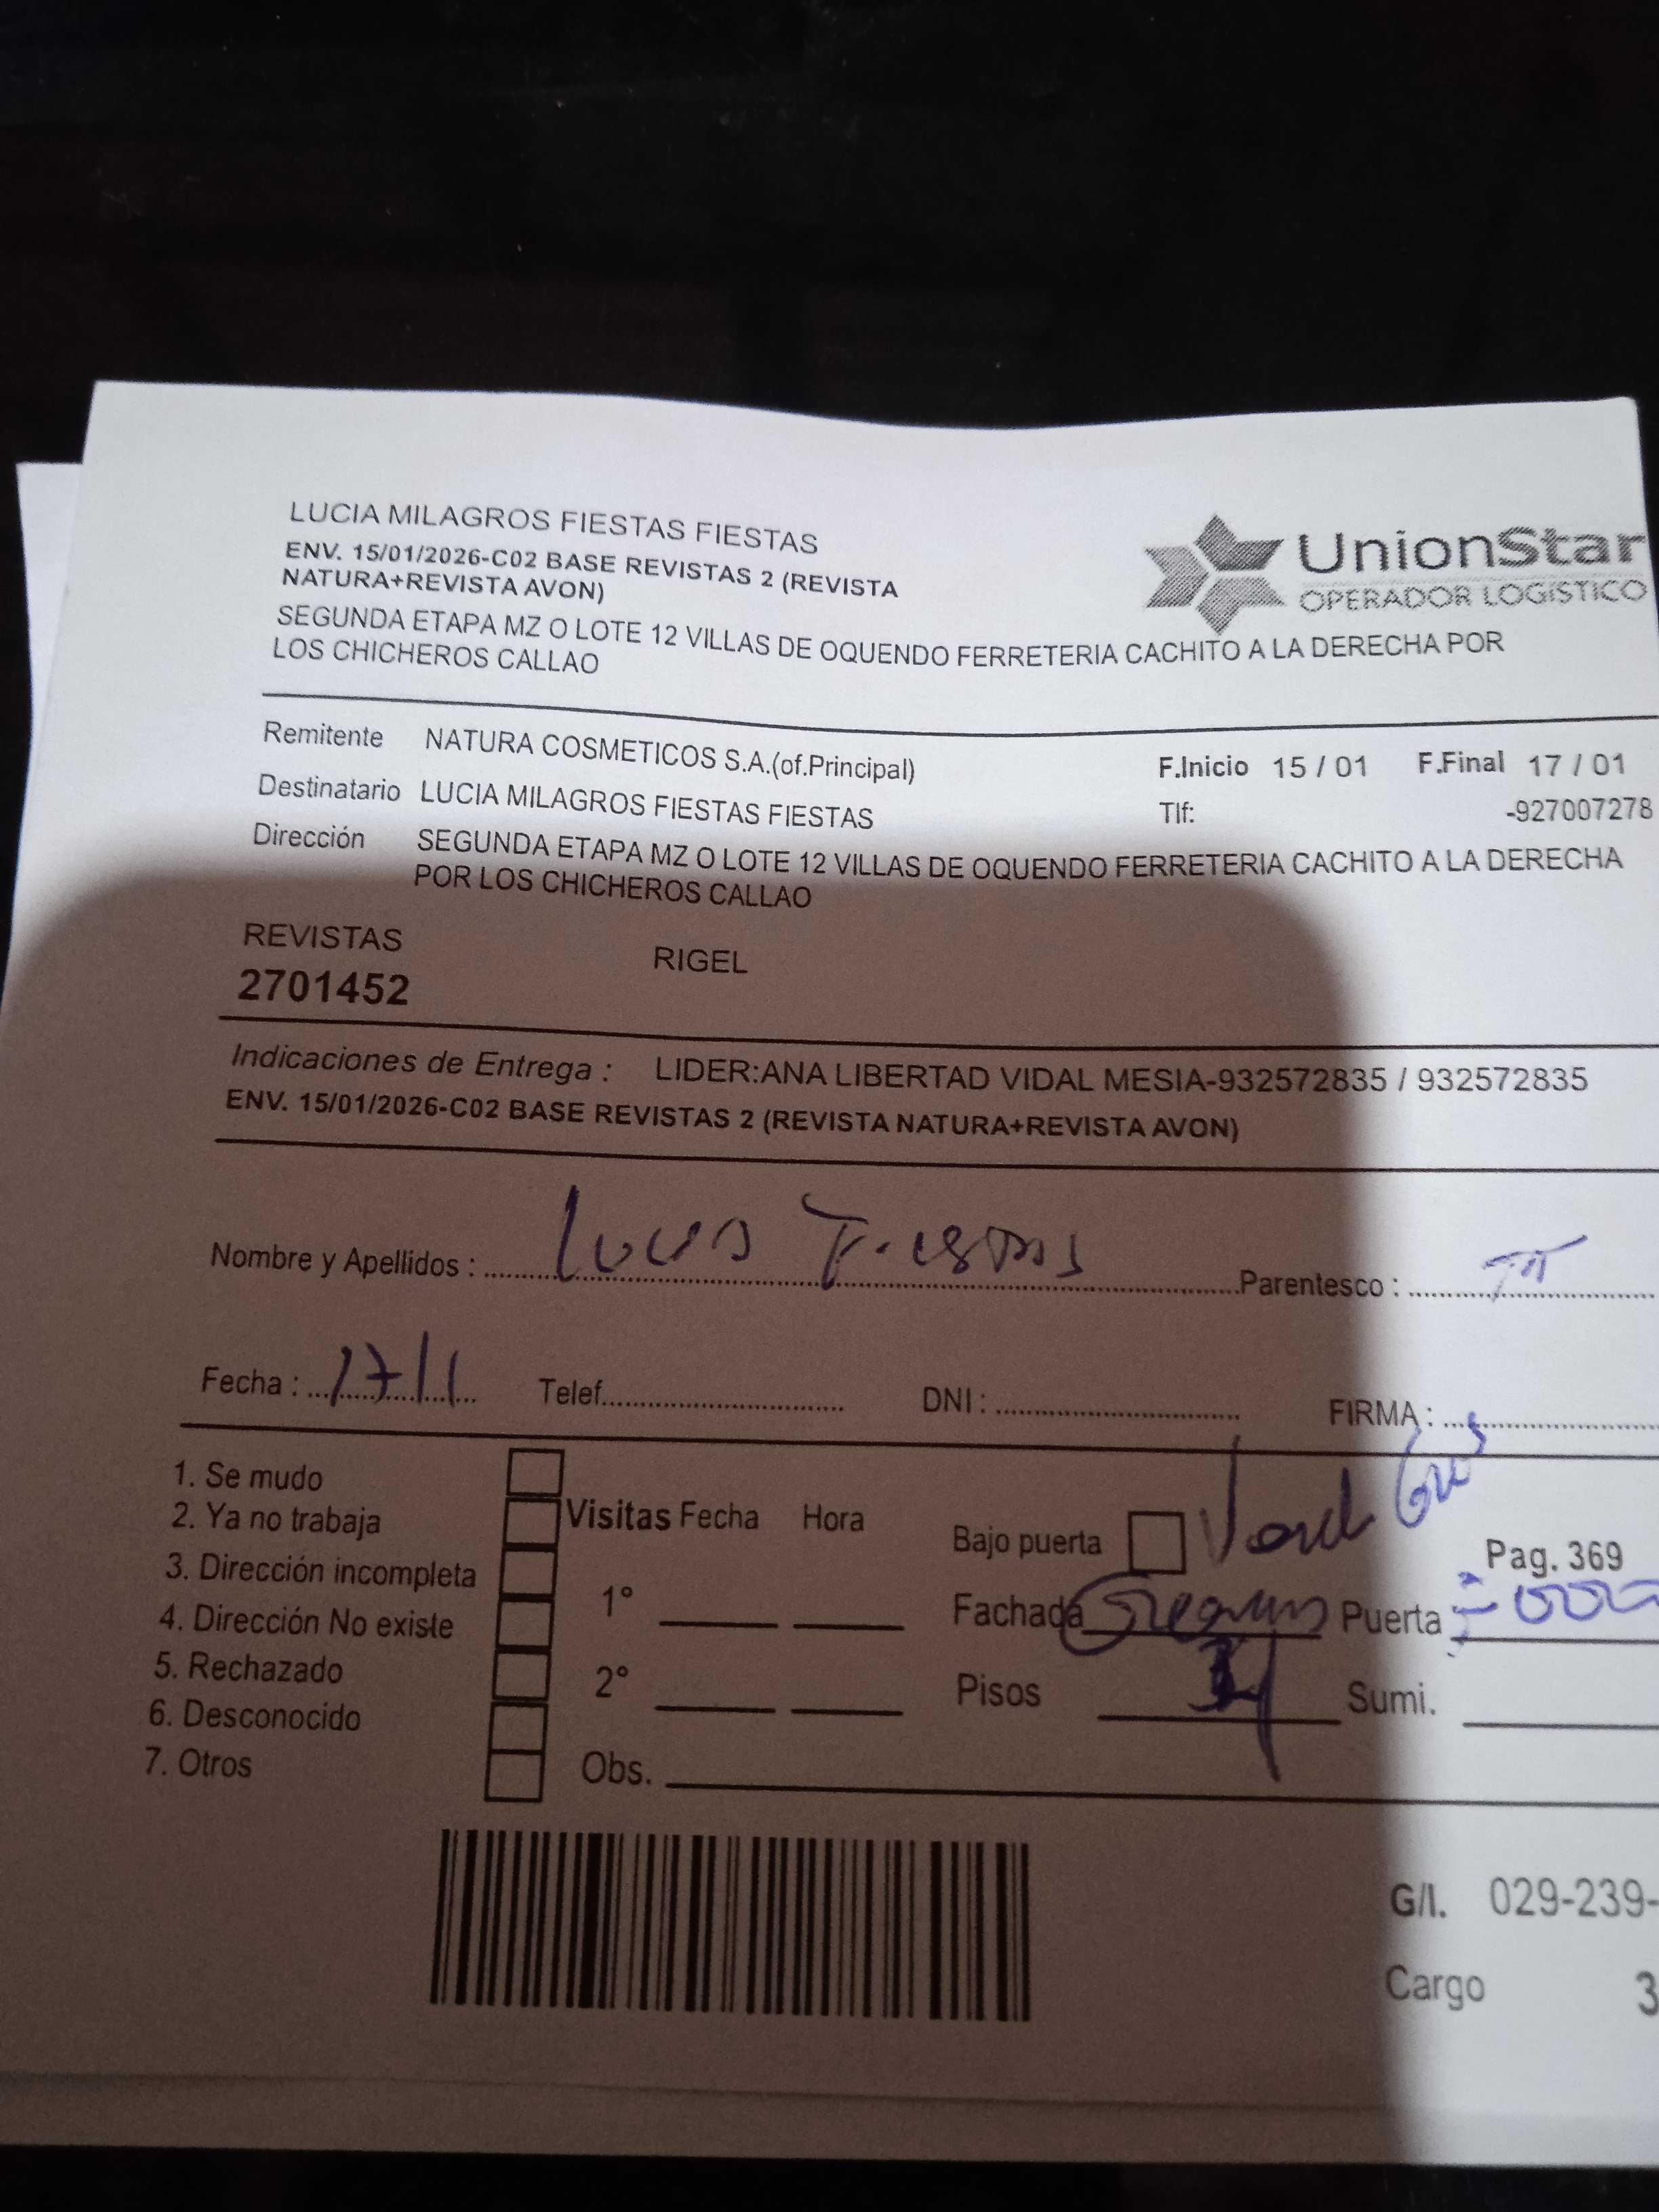 LUCIA MILAGROS FIESTAS FIESTAS
ENV. 15/01/2026-C02 BASE REVISTAS 2 (REVISTA
NATURA+REVISTA AVON)
UnionStar
OPERADOR LOGÍSTICO
SEGUNDA ETAPA MZ O LOTE 12 VILLAS DE OQUENDO FERRETERIA CACHITO A LA DERECHA POR
LOS CHICHEROS CALLAO
Remitente NATURA COSMETICOS S.A.(of.Principal) F.Inicio 15 / 01 F.Final 17 / 01
Destinatario LUCIA MILAGROS FIESTAS FIESTAS Tlf: -927007278
Dirección SEGUNDA ETAPA MZ O LOTE 12 VILLAS DE OQUENDO FERRETERIA CACHITO A LA DERECHA
POR LOS CHICHEROS CALLAO
REVISTAS RIGEL
2701452
Indicaciones de Entrega : LIDER:ANA LIBERTAD VIDAL MESIA-932572835 / 932572835
ENV. 15/01/2026-C02 BASE REVISTAS 2 (REVISTA NATURA+REVISTA AVON)
Nombre y Apellidos : Lucia Fiestas Parentesco :
Fecha : 17/1 Telef. DNI : FIRMA :
1. Se mudo
2. Ya no trabaja
3. Dirección incompleta
4. Dirección No existe
5. Rechazado
6. Desconocido
7. Otros
Visitas Fecha Hora
1°
2°
Obs.
Bajo puerta
Pag. 369
Fachada Puerta
Pisos Sumi.
G/I. 029-239-
Cargo 3